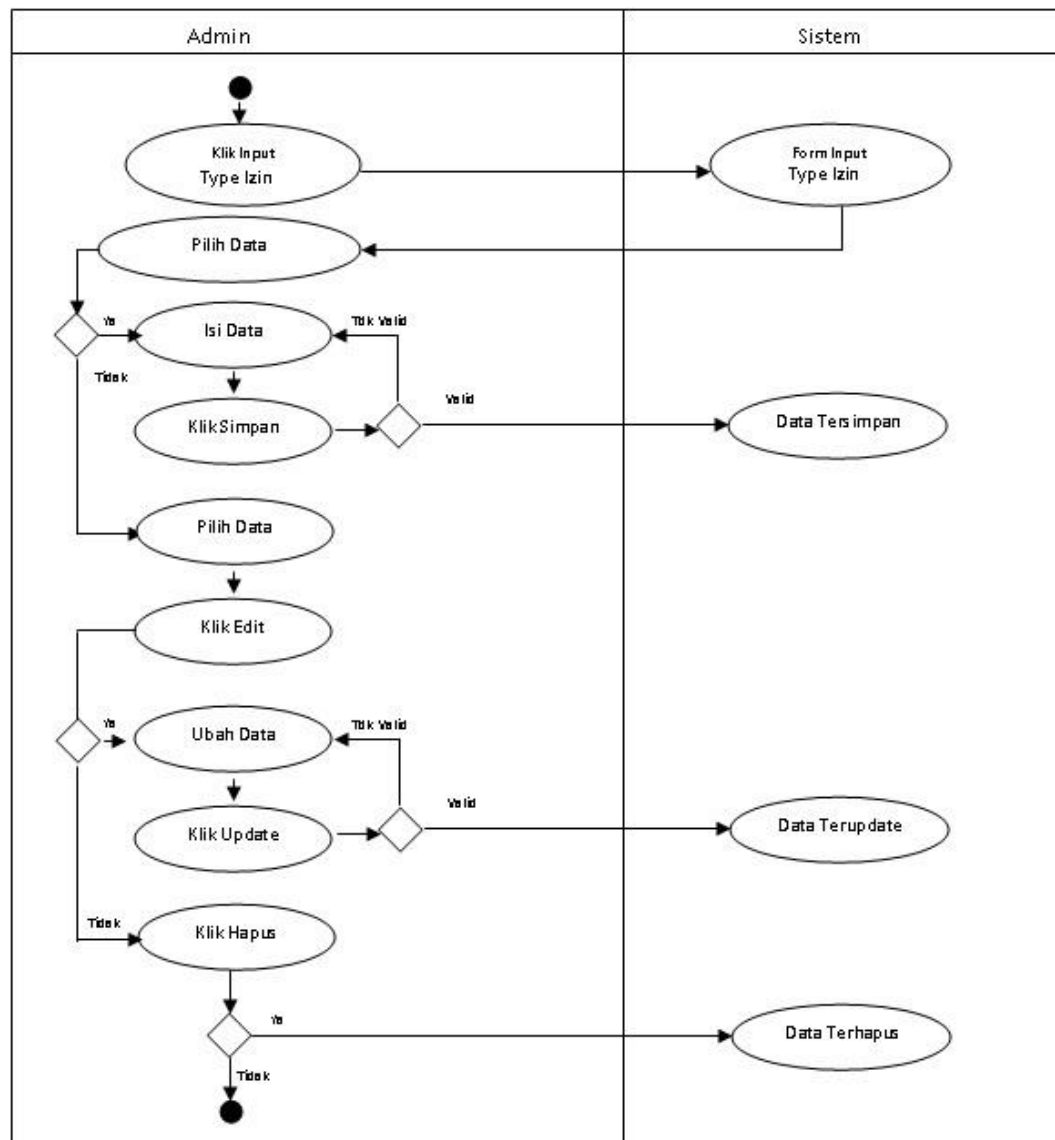 Admin
Sistem
Klik Input
Type Izin
Form Input
Type Izin
Pilih Data
Ya
Isi Data
Tdk Valid
Tidak
Klik Simpan
Valid
Data Tersimpan
Pilih Data
Klik Edit
Ya
Ubah Data
Tdk Valid
Klik Update
Valid
Data Terupdate
Tidak
Klik Hapus
Ya
Data Terhapus
Tidak